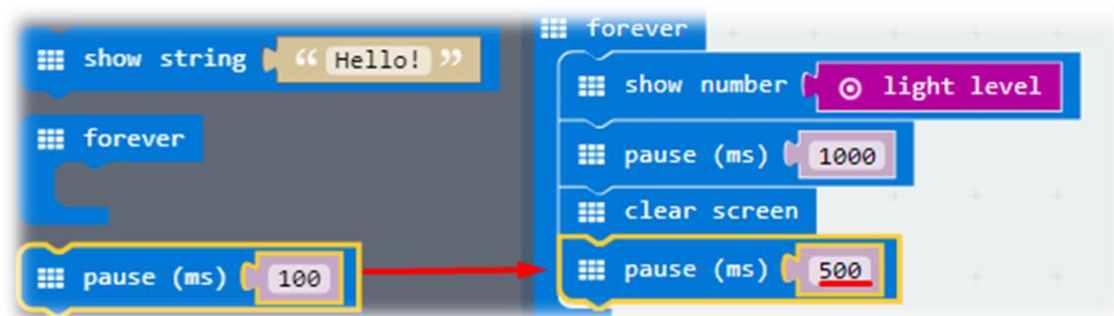 show string “ Hello! ”
forever
pause (ms) 100
forever
show number light level
pause (ms) 1000
clear screen
pause (ms) 500